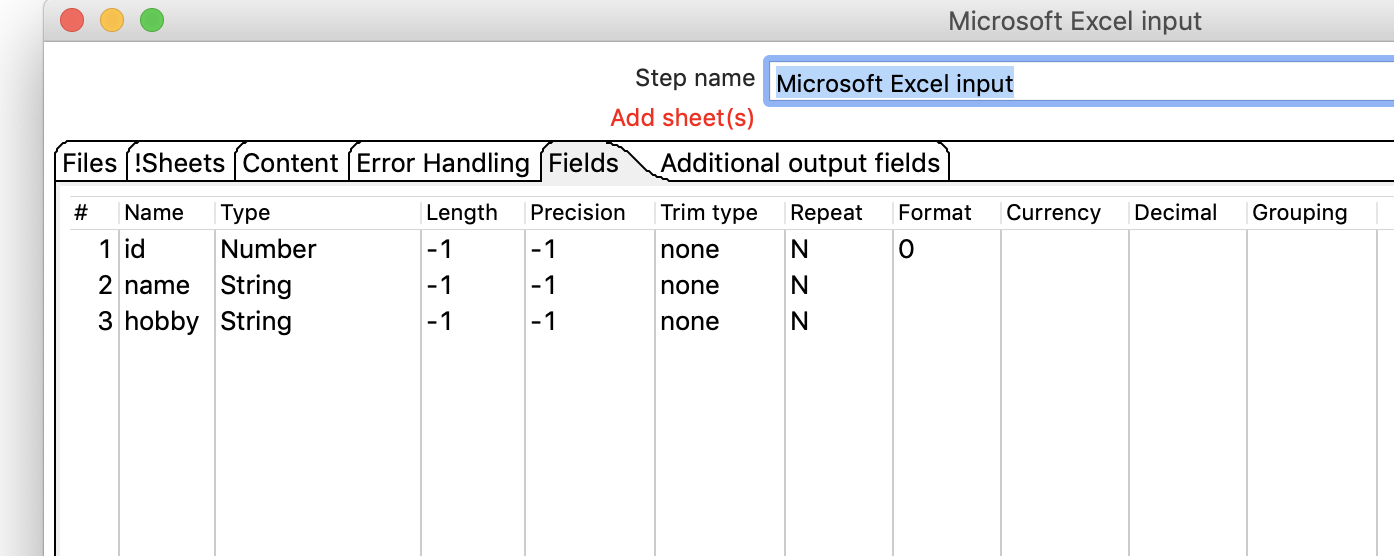 Microsoft Excel input
Step name Microsoft Excel input
Add sheet(s)
Files !Sheets Content Error Handling Fields Additional output fields
# Name Type Length Precision Trim type Repeat Format Currency Decimal Grouping
1 id Number -1 -1 none N 0
2 name String -1 -1 none N
3 hobby String -1 -1 none N